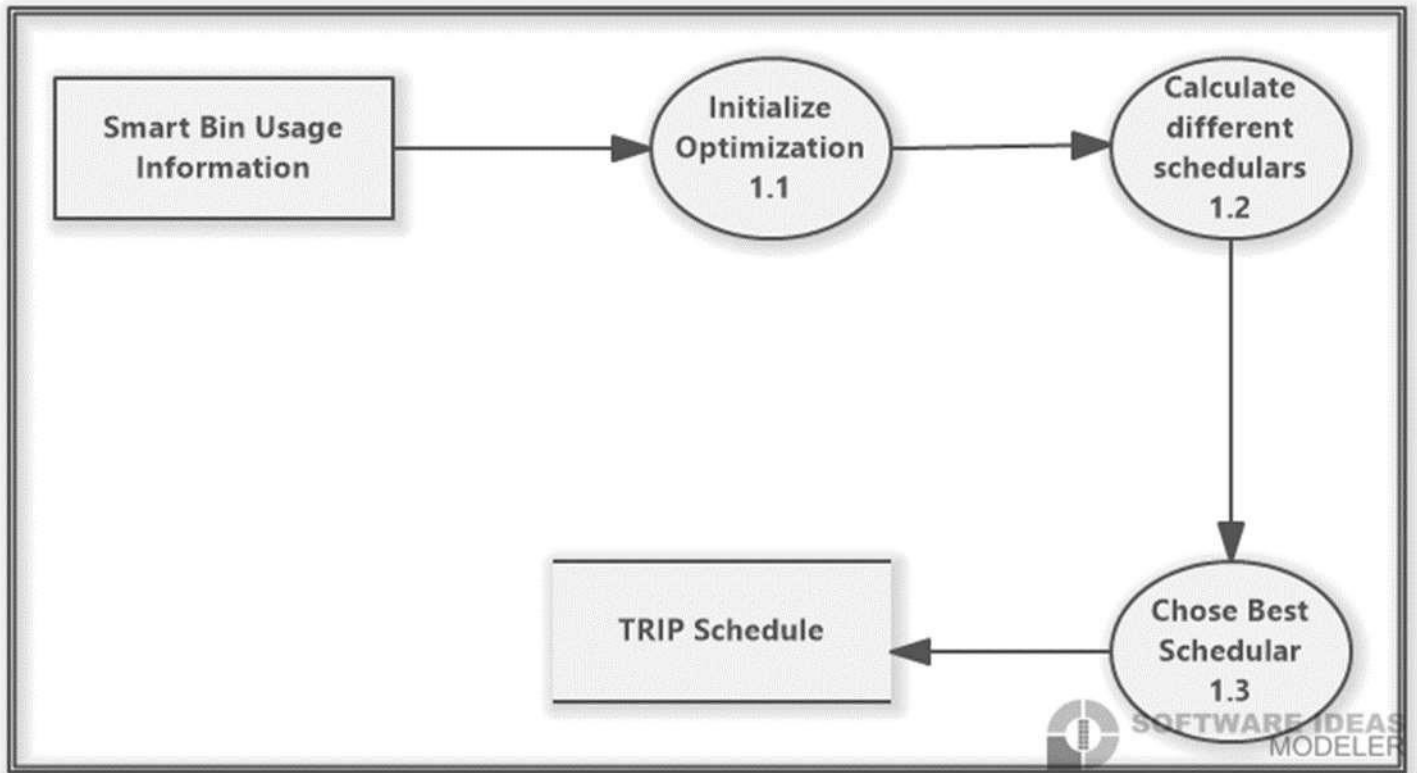 Smart Bin Usage
Information
Initialize
Optimization
1.1
Calculate
different
schedulars
1.2
TRIP Schedule
Chose Best
Schedular
1.3
SOFTWARE IDEAS
MODELER